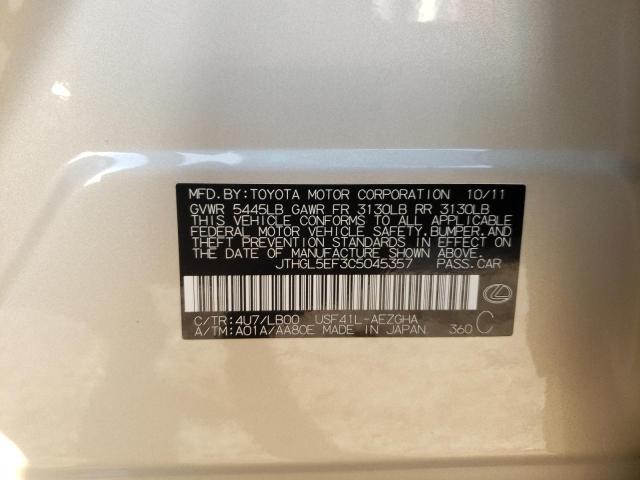 MFD.BY:TOYOTA MOTOR CORPORATION 10/11
GVWR 5445LB GAWR FR 3130LB RR 3130LB
THIS VEHICLE CONFORMS TO ALL APPLICABLE
FEDERAL MOTOR VEHICLE SAFETY,BUMPER,AND
THEFT PREVENTION STANDARDS IN EFFECT ON
THE DATE OF MANUFACTURE SHOWN ABOVE.
JTHGL5EF3C5045357 PASS.CAR
C/TR:4U7/LB00 USF41L-AEZGHA
A/TM:A01A/AA80E MADE IN JAPAN 360 C